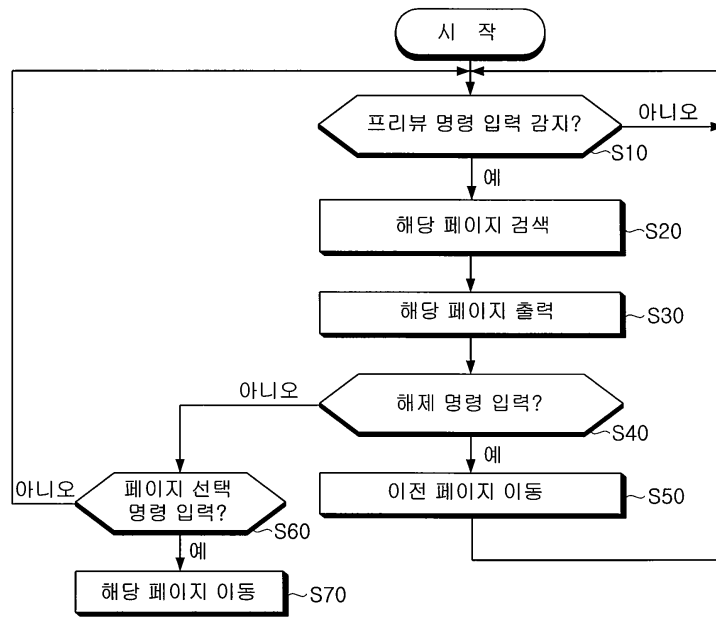 시 작
프리뷰 명령 입력 감지?
아니오
S10
예
해당 페이지 검색
S20
해당 페이지 출력
S30
해제 명령 입력?
아니오
S40
예
이전 페이지 이동
S50
페이지 선택
명령 입력?
아니오
S60
예
해당 페이지 이동
S70